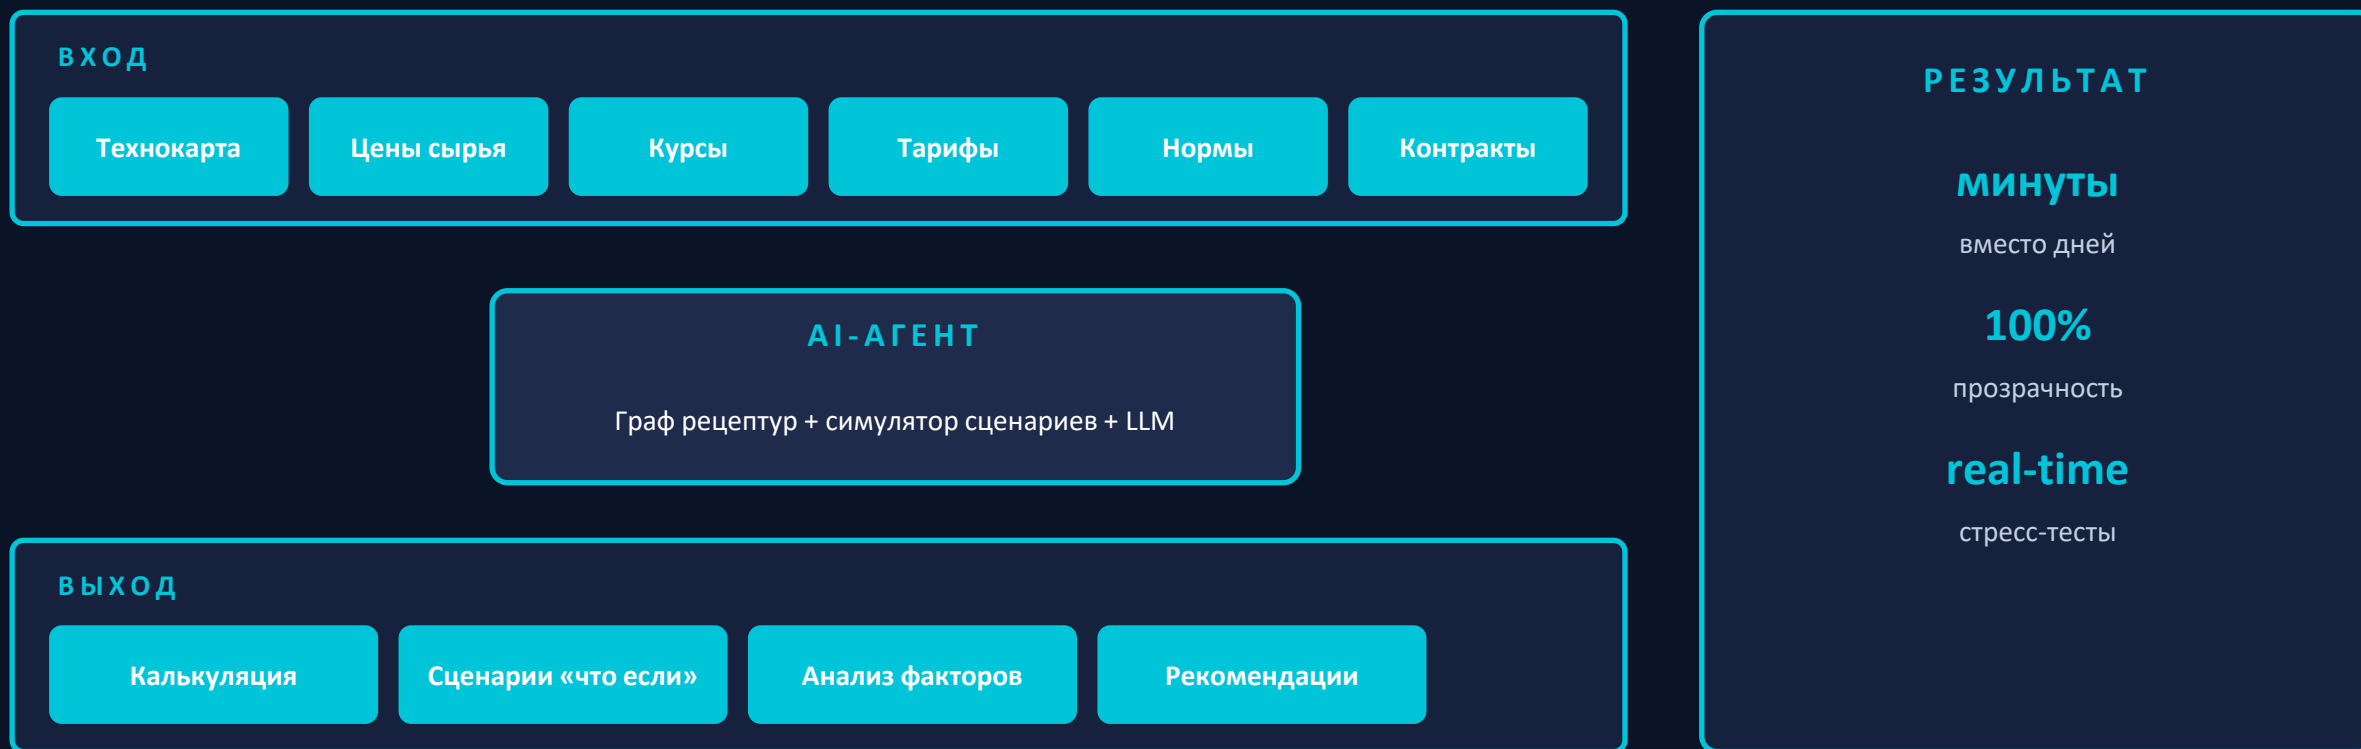 ВХОД
Технокарта
Цены сырья
Курсы
Тарифы
Нормы
Контракты
AI-АГЕНТ
Граф рецептур + симулятор сценариев + LLM
ВЫХОД
Калькуляция
Сценарии «что если»
Анализ факторов
Рекомендации
РЕЗУЛЬТАТ
минуты
вместо дней
100%
прозрачность
real-time
стресс-тесты